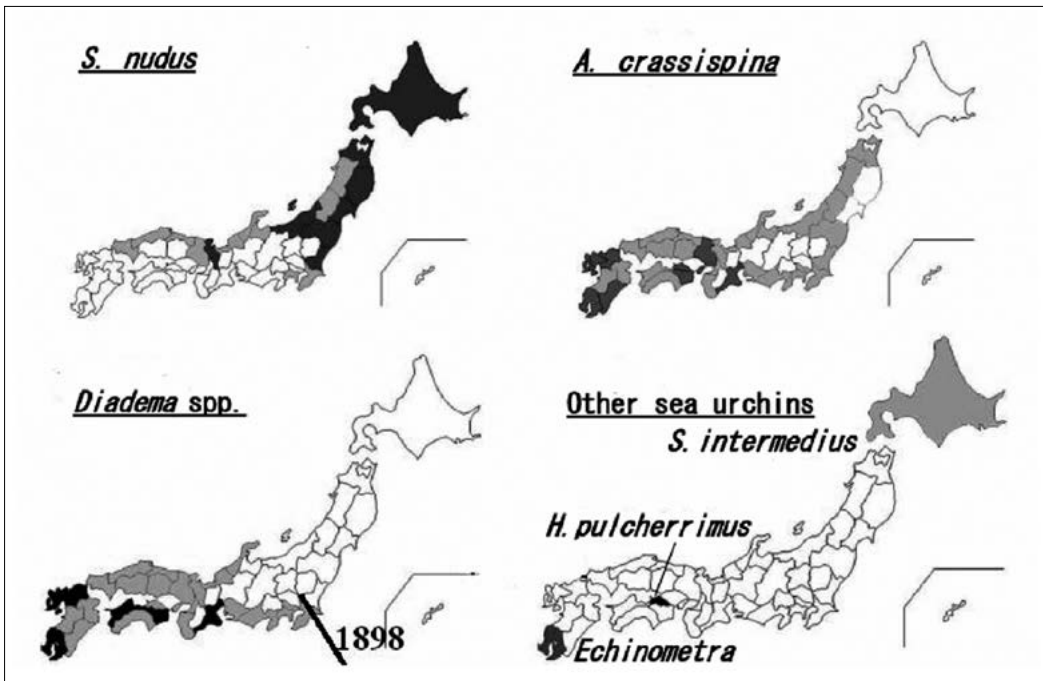 S. nudus
A. crassispina
Diadema spp.
1898
Other sea urchins
S. intermedius
H. pulcherrimus
Echinometra